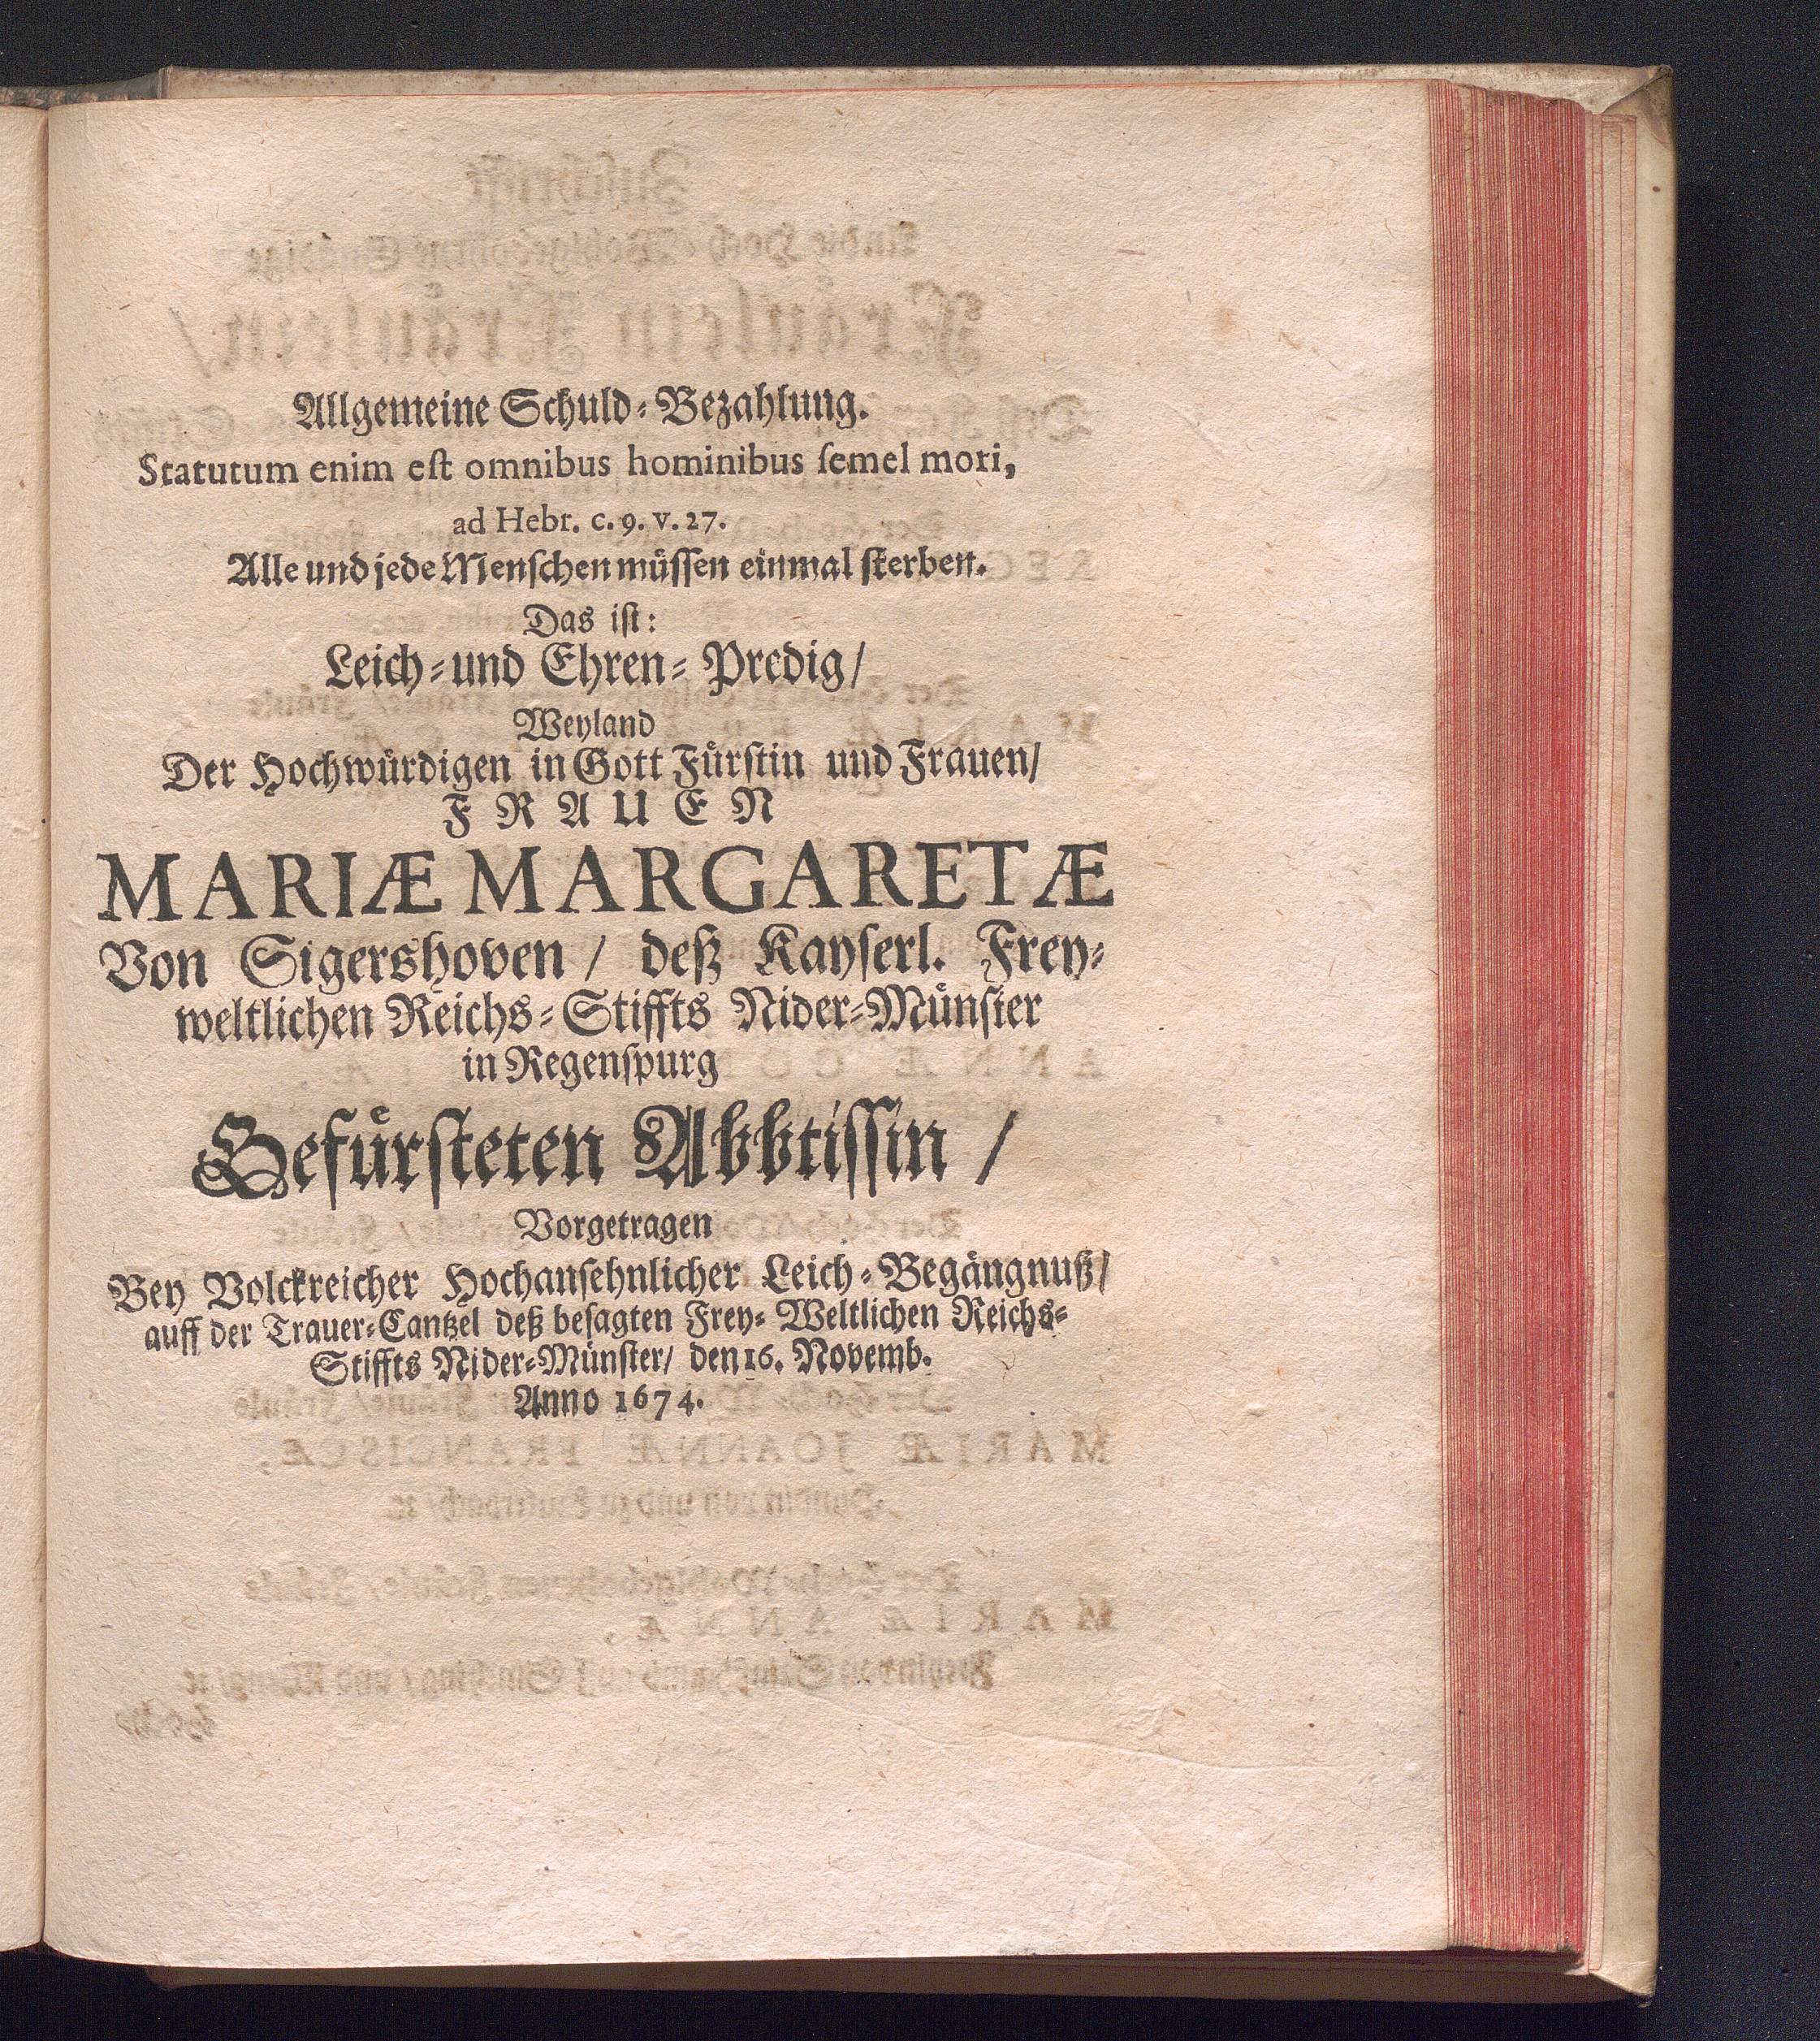 Allgemeine Schuld-Bezahlung.
Statutum enim eſt omnibus hominibus ſemel mori,
ad Hebr. c. 9. v. 27.
Alle und jede Menſchen müſſen einmal ſterben.
Das iſt:
Leich-und Ehren-Predig/
Weyland
Der Hochwürdigen in Gott Fürſtin und Frauen/
FRAUEN
MARIÆ MARGARETÆ
Von Sigershoven / deß Kayſerl. Frey-
weltlichen Reichs-Stiffts Nider-Münſter
in Regenſpurg
Gefürſteten Abbtiſſin /
Vorgetragen
Bey Volckreicher Hochanſehnlicher Leich-Begängnuß/
auff der Trauer-Cantzel deß beſagten Frey-Weltlichen Reichs-
Stiffts Nider-Münſter/ den 16. Novemb.
Anno 1674.